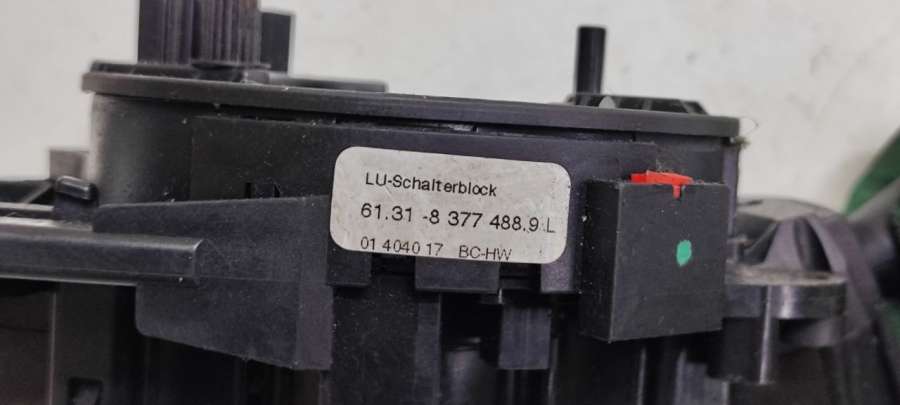 LU-Schalterblock
61.31 -8 377 488.9 L
01 4040 17 BC-HW